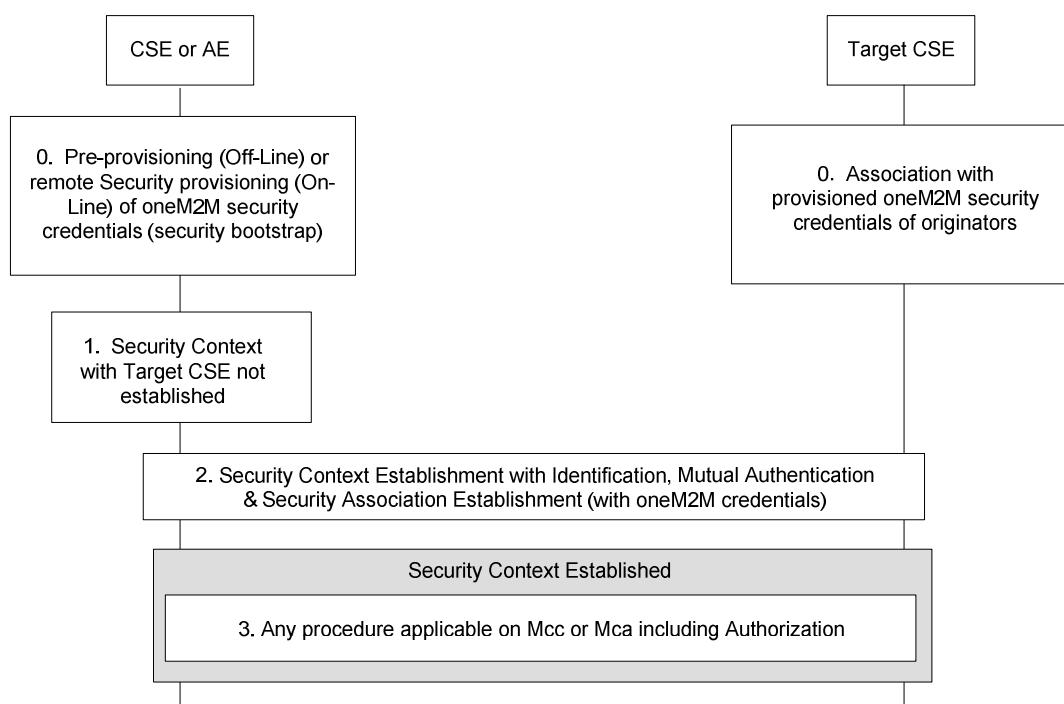 CSE or AE
Target CSE
0. Pre-provisioning (Off-Line) or
remote Security provisioning (On-
Line) of oneM2M security
credentials (security bootstrap)
0. Association with
provisioned oneM2M security
credentials of originators
1. Security Context
with Target CSE not
established
2. Security Context Establishment with Identification, Mutual Authentication
& Security Association Establishment (with oneM2M credentials)
Security Context Established
3. Any procedure applicable on Mcc or Mca including Authorization